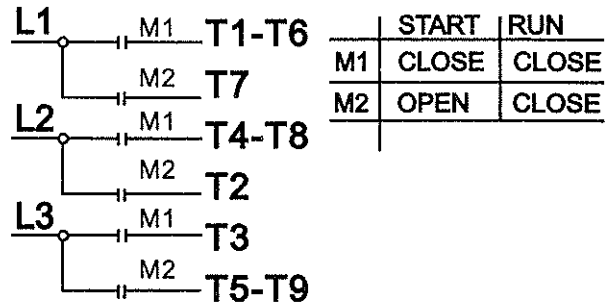 L1 M1 T1-T6
M2 T7
L2 M1 T4-T8
M2 T2
L3 M1 T3
M2 T5-T9
START RUN
M1 CLOSE CLOSE
M2 OPEN CLOSE